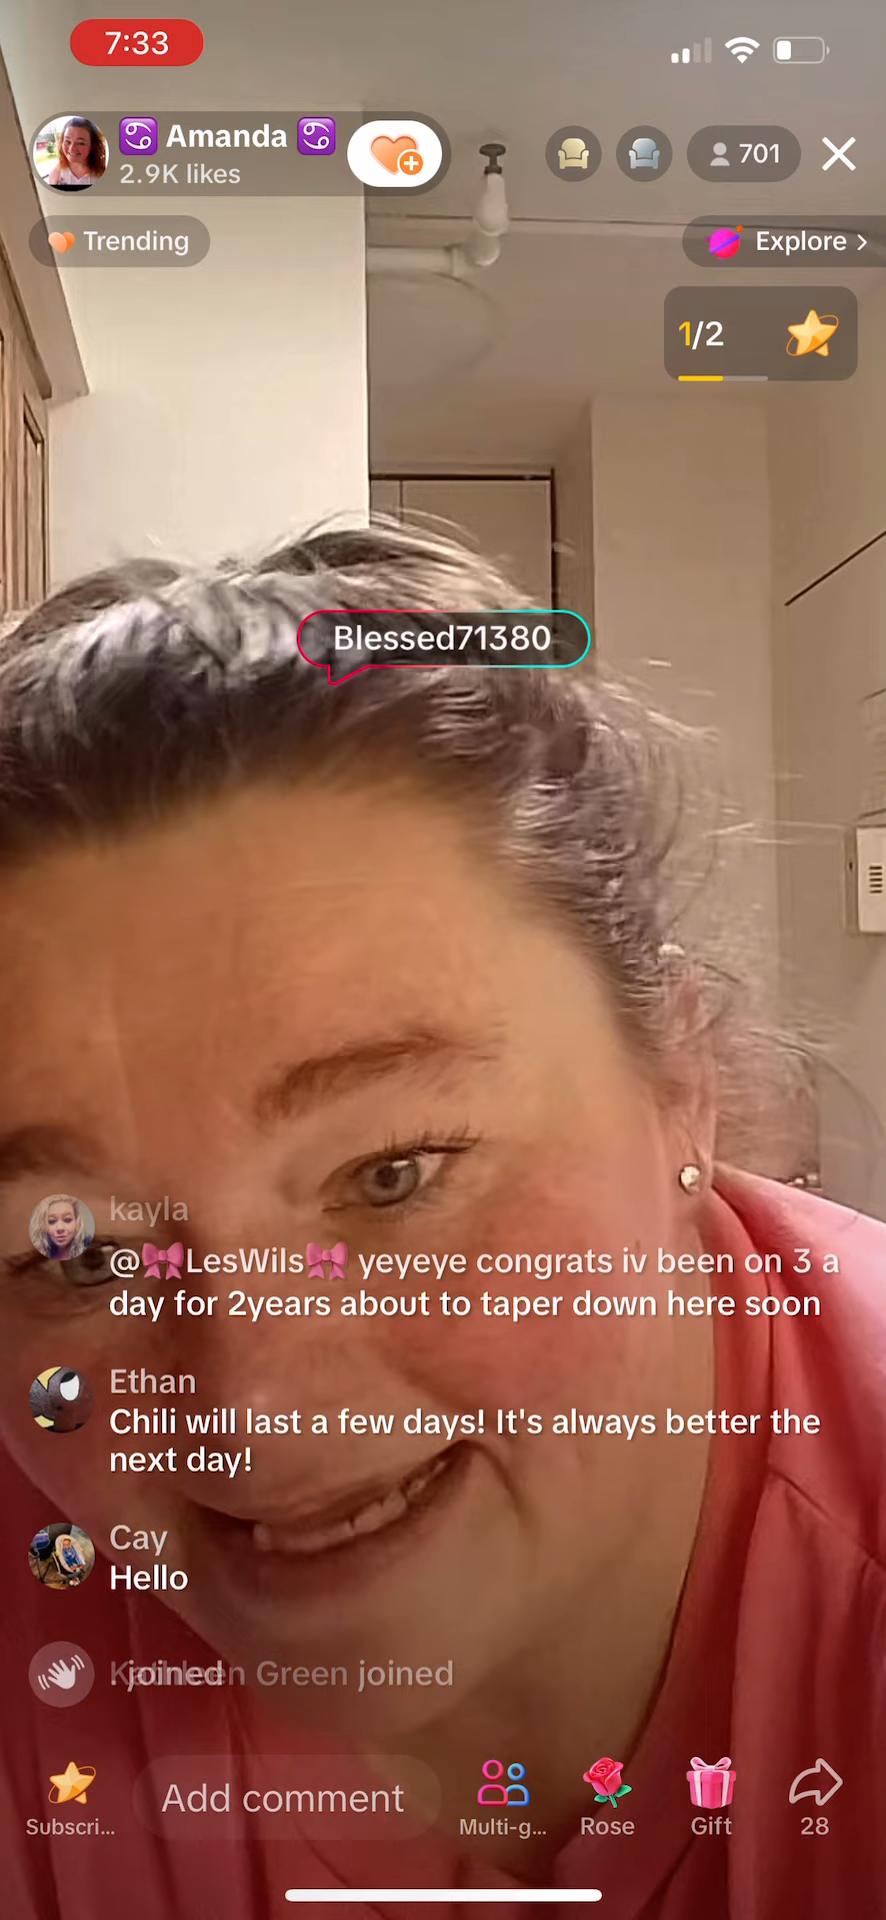 7:33
♋ Amanda ♋
2.9K likes
701
Trending
Explore >
1/2
Blessed71380
kayla
@🎀LesWils🎀 yeyeye congrats iv been on 3 a
day for 2years about to taper down here soon
Ethan
Chili will last a few days! It's always better the
next day!
Cay
Hello
Green joined
joined
Add comment
Subscri...
Multi-g...
Rose
Gift
28